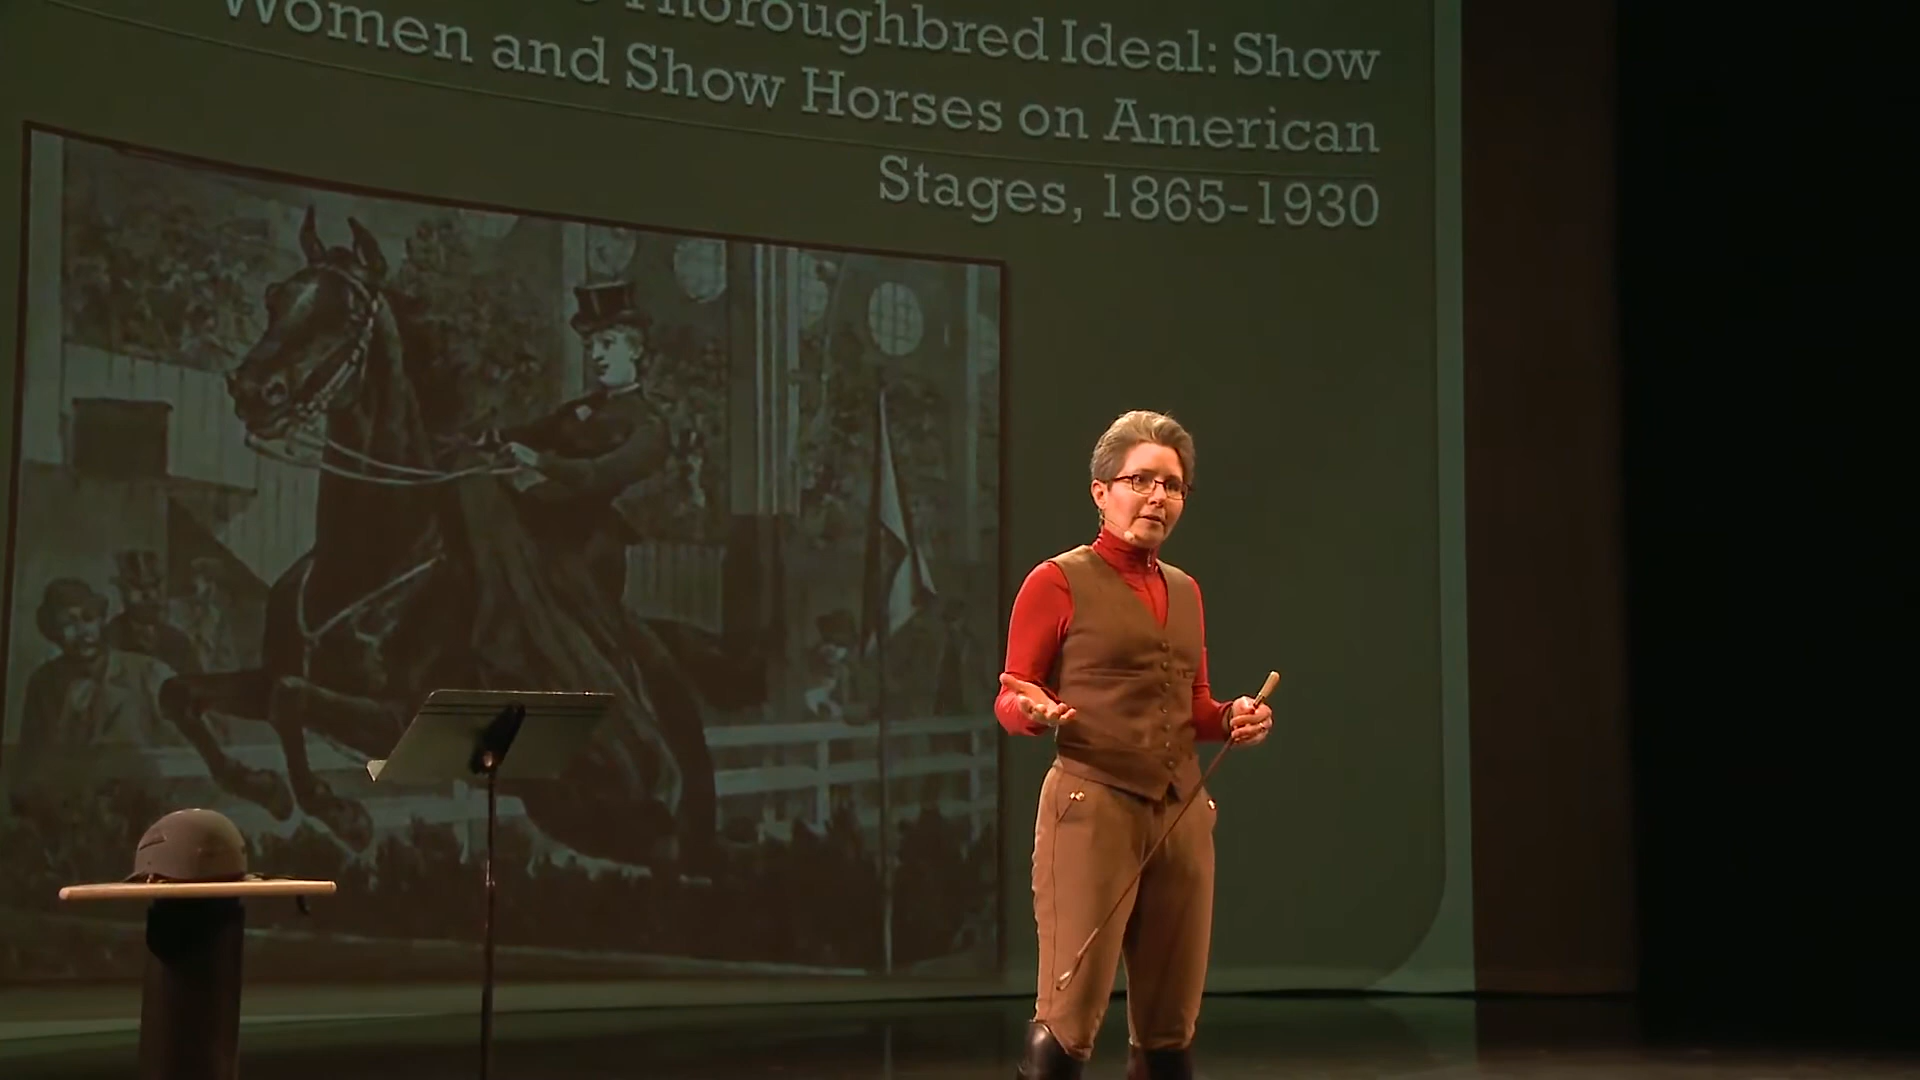 Thoroughbred Ideal: Show
Women and Show Horses on American
Stages, 1865-1930